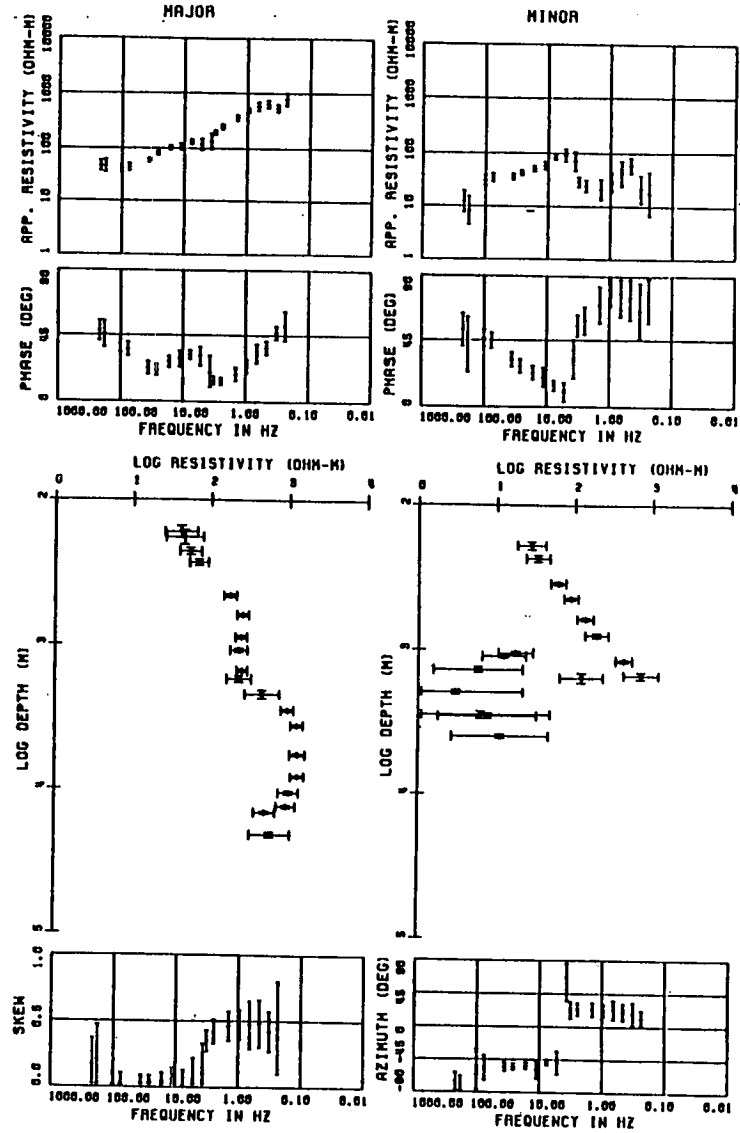 MAJOR
MINOR
APP. RESISTIVITY (OHM-M)
10000
1000
100
10
1
APP. RESISTIVITY (OHM-M)
10000
1000
100
10
1
PHASE (DEG)
90
45
0
1000.00 100.00 10.00 1.00 0.10 0.01
FREQUENCY IN HZ
PHASE (DEG)
90
45
0
1000.00 100.00 10.00 1.00 0.10 0.01
FREQUENCY IN HZ
LOG RESISTIVITY (OHM-M)
0 1 2 3 4
LOG DEPTH (M)
2
3
4
5
LOG RESISTIVITY (OHM-M)
0 1 2 3 4
LOG DEPTH (M)
2
3
4
5
SKEW
1.0
0.5
0.0
1000.00 100.00 10.00 1.00 0.10 0.01
FREQUENCY IN HZ
AZIMUTH (DEG)
90
45
0
-45
-90
1000.00 100.00 10.00 1.00 0.10 0.01
FREQUENCY IN HZ